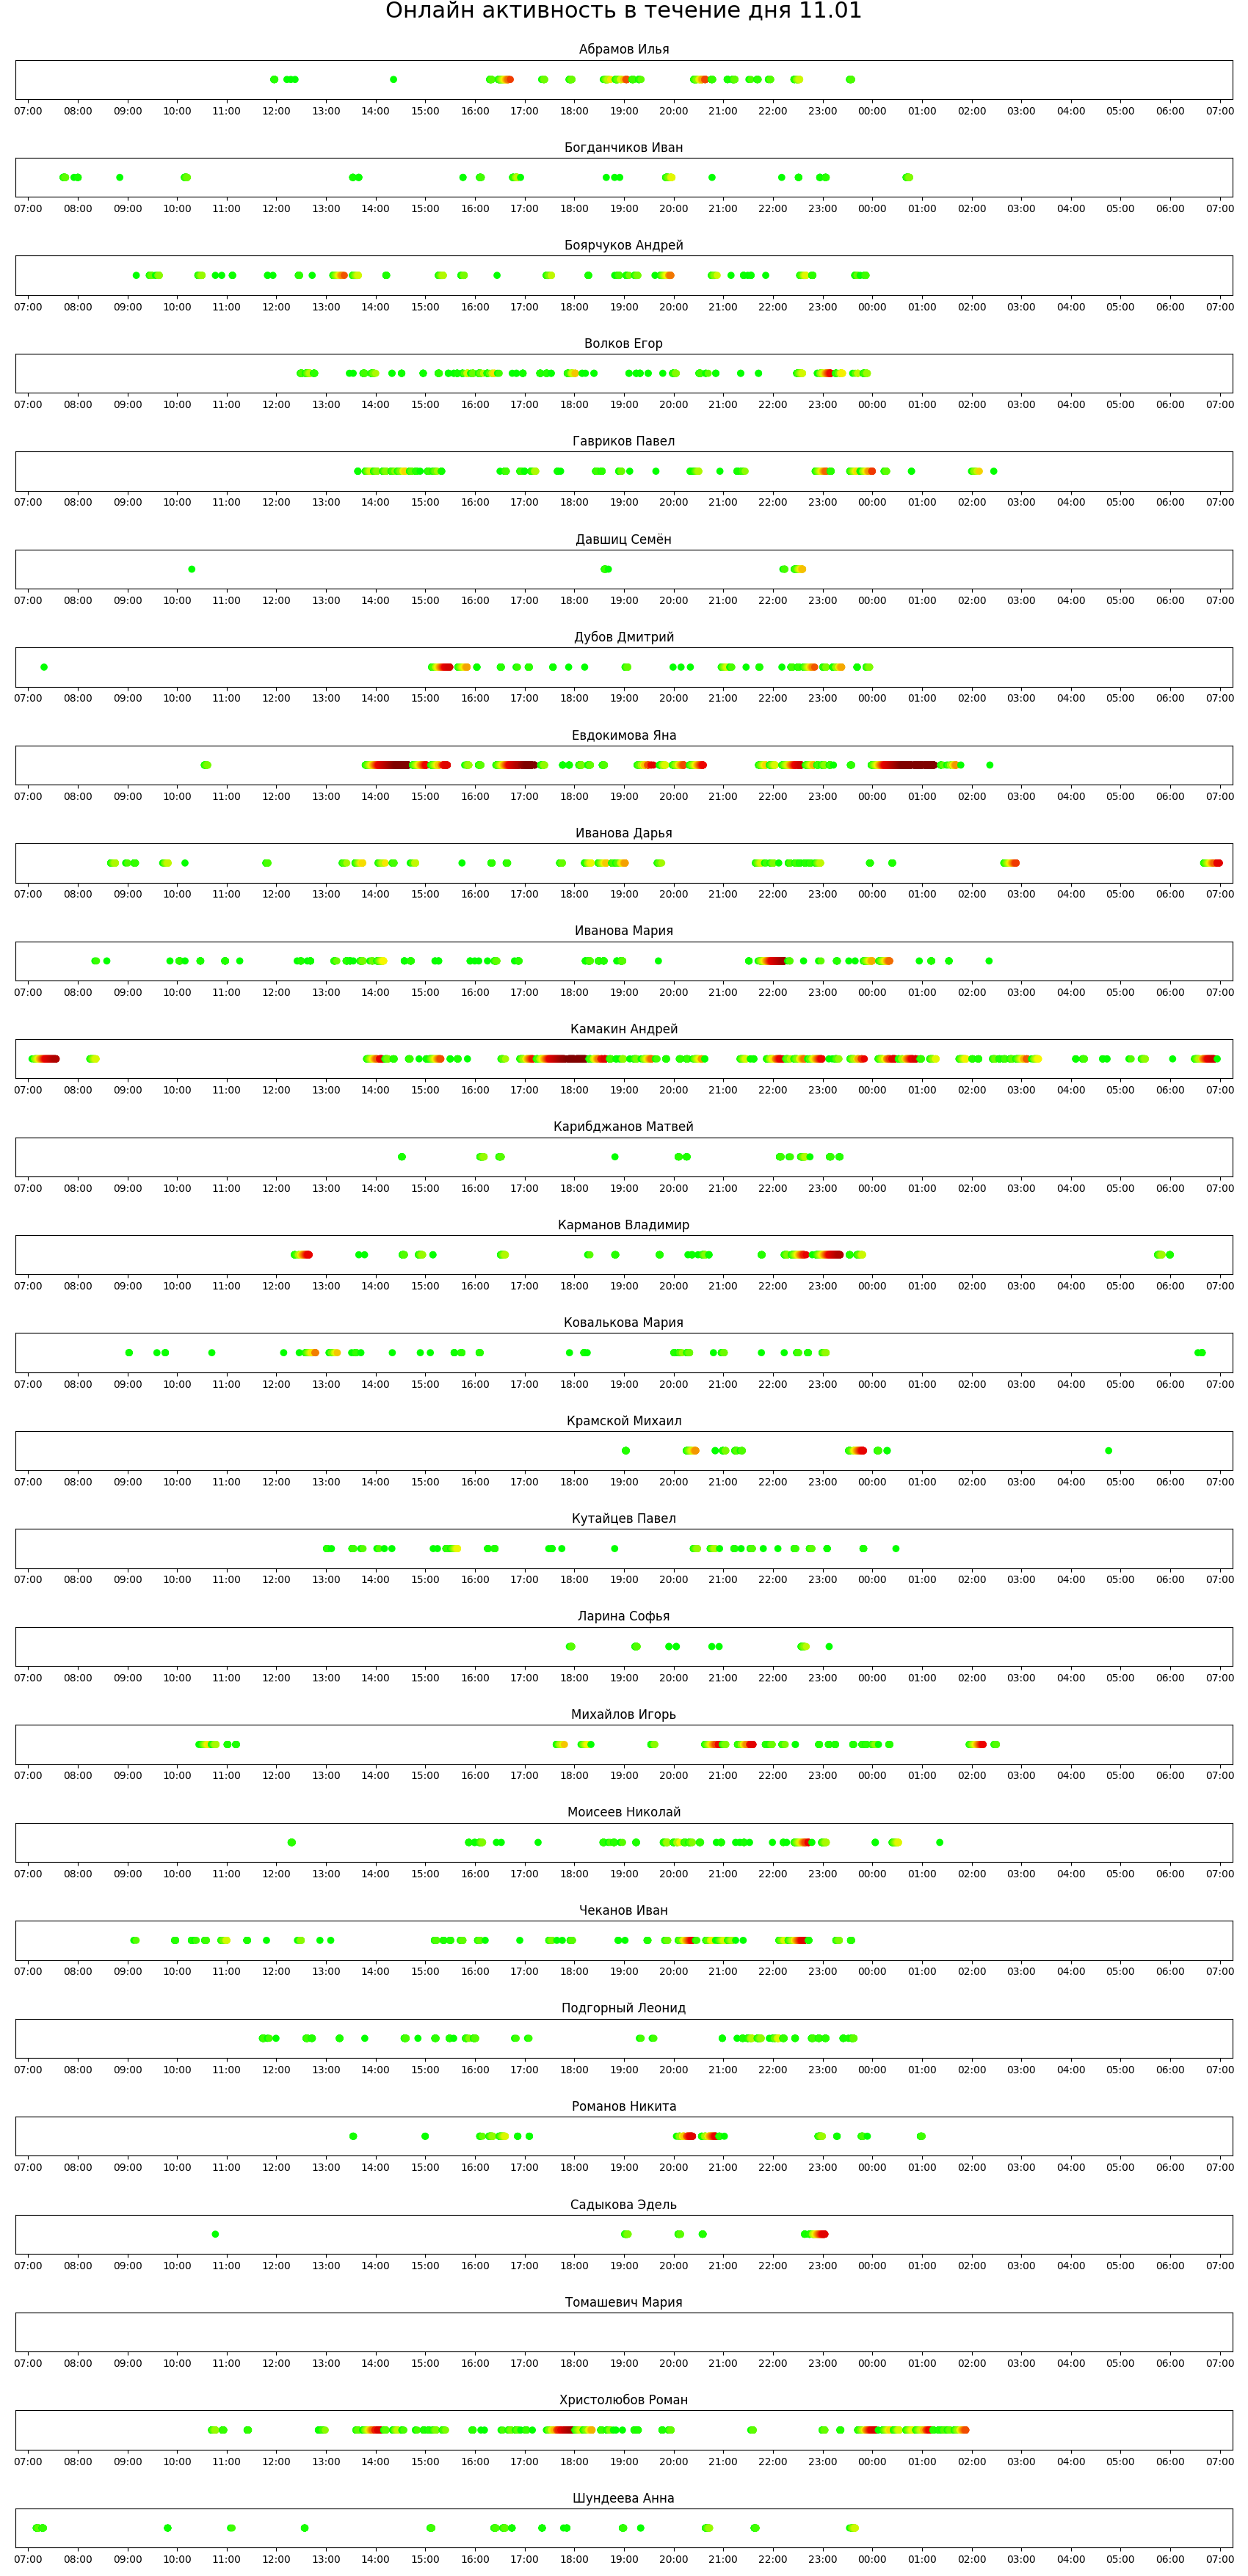 Онлайн активность в течение дня 11.01
Абрамов Илья
07:00 08:00 09:00 10:00 11:00 12:00 13:00 14:00 15:00 16:00 17:00 18:00 19:00 20:00 21:00 22:00 23:00 00:00 01:00 02:00 03:00 04:00 05:00 06:00 07:00
Богданчиков Иван
07:00 08:00 09:00 10:00 11:00 12:00 13:00 14:00 15:00 16:00 17:00 18:00 19:00 20:00 21:00 22:00 23:00 00:00 01:00 02:00 03:00 04:00 05:00 06:00 07:00
Боярчуков Андрей
07:00 08:00 09:00 10:00 11:00 12:00 13:00 14:00 15:00 16:00 17:00 18:00 19:00 20:00 21:00 22:00 23:00 00:00 01:00 02:00 03:00 04:00 05:00 06:00 07:00
Волков Егор
07:00 08:00 09:00 10:00 11:00 12:00 13:00 14:00 15:00 16:00 17:00 18:00 19:00 20:00 21:00 22:00 23:00 00:00 01:00 02:00 03:00 04:00 05:00 06:00 07:00
Гавриков Павел
07:00 08:00 09:00 10:00 11:00 12:00 13:00 14:00 15:00 16:00 17:00 18:00 19:00 20:00 21:00 22:00 23:00 00:00 01:00 02:00 03:00 04:00 05:00 06:00 07:00
Давшиц Семён
07:00 08:00 09:00 10:00 11:00 12:00 13:00 14:00 15:00 16:00 17:00 18:00 19:00 20:00 21:00 22:00 23:00 00:00 01:00 02:00 03:00 04:00 05:00 06:00 07:00
Дубов Дмитрий
07:00 08:00 09:00 10:00 11:00 12:00 13:00 14:00 15:00 16:00 17:00 18:00 19:00 20:00 21:00 22:00 23:00 00:00 01:00 02:00 03:00 04:00 05:00 06:00 07:00
Евдокимова Яна
07:00 08:00 09:00 10:00 11:00 12:00 13:00 14:00 15:00 16:00 17:00 18:00 19:00 20:00 21:00 22:00 23:00 00:00 01:00 02:00 03:00 04:00 05:00 06:00 07:00
Иванова Дарья
07:00 08:00 09:00 10:00 11:00 12:00 13:00 14:00 15:00 16:00 17:00 18:00 19:00 20:00 21:00 22:00 23:00 00:00 01:00 02:00 03:00 04:00 05:00 06:00 07:00
Иванова Мария
07:00 08:00 09:00 10:00 11:00 12:00 13:00 14:00 15:00 16:00 17:00 18:00 19:00 20:00 21:00 22:00 23:00 00:00 01:00 02:00 03:00 04:00 05:00 06:00 07:00
Камакин Андрей
07:00 08:00 09:00 10:00 11:00 12:00 13:00 14:00 15:00 16:00 17:00 18:00 19:00 20:00 21:00 22:00 23:00 00:00 01:00 02:00 03:00 04:00 05:00 06:00 07:00
Карибджанов Матвей
07:00 08:00 09:00 10:00 11:00 12:00 13:00 14:00 15:00 16:00 17:00 18:00 19:00 20:00 21:00 22:00 23:00 00:00 01:00 02:00 03:00 04:00 05:00 06:00 07:00
Карманов Владимир
07:00 08:00 09:00 10:00 11:00 12:00 13:00 14:00 15:00 16:00 17:00 18:00 19:00 20:00 21:00 22:00 23:00 00:00 01:00 02:00 03:00 04:00 05:00 06:00 07:00
Ковалькова Мария
07:00 08:00 09:00 10:00 11:00 12:00 13:00 14:00 15:00 16:00 17:00 18:00 19:00 20:00 21:00 22:00 23:00 00:00 01:00 02:00 03:00 04:00 05:00 06:00 07:00
Крамской Михаил
07:00 08:00 09:00 10:00 11:00 12:00 13:00 14:00 15:00 16:00 17:00 18:00 19:00 20:00 21:00 22:00 23:00 00:00 01:00 02:00 03:00 04:00 05:00 06:00 07:00
Кутайцев Павел
07:00 08:00 09:00 10:00 11:00 12:00 13:00 14:00 15:00 16:00 17:00 18:00 19:00 20:00 21:00 22:00 23:00 00:00 01:00 02:00 03:00 04:00 05:00 06:00 07:00
Ларина Софья
07:00 08:00 09:00 10:00 11:00 12:00 13:00 14:00 15:00 16:00 17:00 18:00 19:00 20:00 21:00 22:00 23:00 00:00 01:00 02:00 03:00 04:00 05:00 06:00 07:00
Михайлов Игорь
07:00 08:00 09:00 10:00 11:00 12:00 13:00 14:00 15:00 16:00 17:00 18:00 19:00 20:00 21:00 22:00 23:00 00:00 01:00 02:00 03:00 04:00 05:00 06:00 07:00
Моисеев Николай
07:00 08:00 09:00 10:00 11:00 12:00 13:00 14:00 15:00 16:00 17:00 18:00 19:00 20:00 21:00 22:00 23:00 00:00 01:00 02:00 03:00 04:00 05:00 06:00 07:00
Чеканов Иван
07:00 08:00 09:00 10:00 11:00 12:00 13:00 14:00 15:00 16:00 17:00 18:00 19:00 20:00 21:00 22:00 23:00 00:00 01:00 02:00 03:00 04:00 05:00 06:00 07:00
Подгорный Леонид
07:00 08:00 09:00 10:00 11:00 12:00 13:00 14:00 15:00 16:00 17:00 18:00 19:00 20:00 21:00 22:00 23:00 00:00 01:00 02:00 03:00 04:00 05:00 06:00 07:00
Романов Никита
07:00 08:00 09:00 10:00 11:00 12:00 13:00 14:00 15:00 16:00 17:00 18:00 19:00 20:00 21:00 22:00 23:00 00:00 01:00 02:00 03:00 04:00 05:00 06:00 07:00
Садыкова Эдель
07:00 08:00 09:00 10:00 11:00 12:00 13:00 14:00 15:00 16:00 17:00 18:00 19:00 20:00 21:00 22:00 23:00 00:00 01:00 02:00 03:00 04:00 05:00 06:00 07:00
Томашевич Мария
07:00 08:00 09:00 10:00 11:00 12:00 13:00 14:00 15:00 16:00 17:00 18:00 19:00 20:00 21:00 22:00 23:00 00:00 01:00 02:00 03:00 04:00 05:00 06:00 07:00
Христолюбов Роман
07:00 08:00 09:00 10:00 11:00 12:00 13:00 14:00 15:00 16:00 17:00 18:00 19:00 20:00 21:00 22:00 23:00 00:00 01:00 02:00 03:00 04:00 05:00 06:00 07:00
Шундеева Анна
07:00 08:00 09:00 10:00 11:00 12:00 13:00 14:00 15:00 16:00 17:00 18:00 19:00 20:00 21:00 22:00 23:00 00:00 01:00 02:00 03:00 04:00 05:00 06:00 07:00